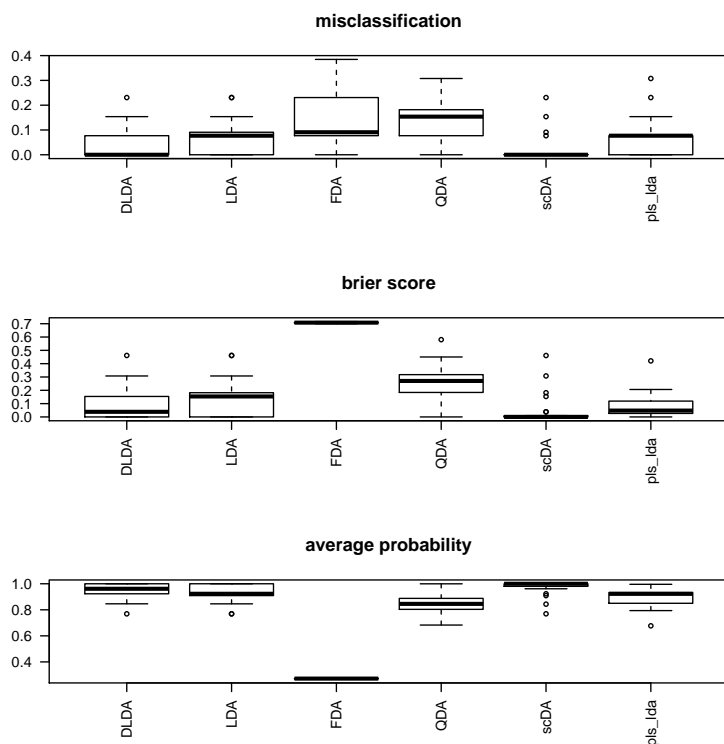 misclassification
0.4
0.3
0.2
0.1
0.0
DLDA
LDA
FDA
QDA
scDA
pls_lda
brier score
0.7
0.6
0.5
0.4
0.3
0.2
0.1
0.0
DLDA
LDA
FDA
QDA
scDA
pls_lda
average probability
1.0
0.8
0.6
0.4
DLDA
LDA
FDA
QDA
scDA
pls_lda